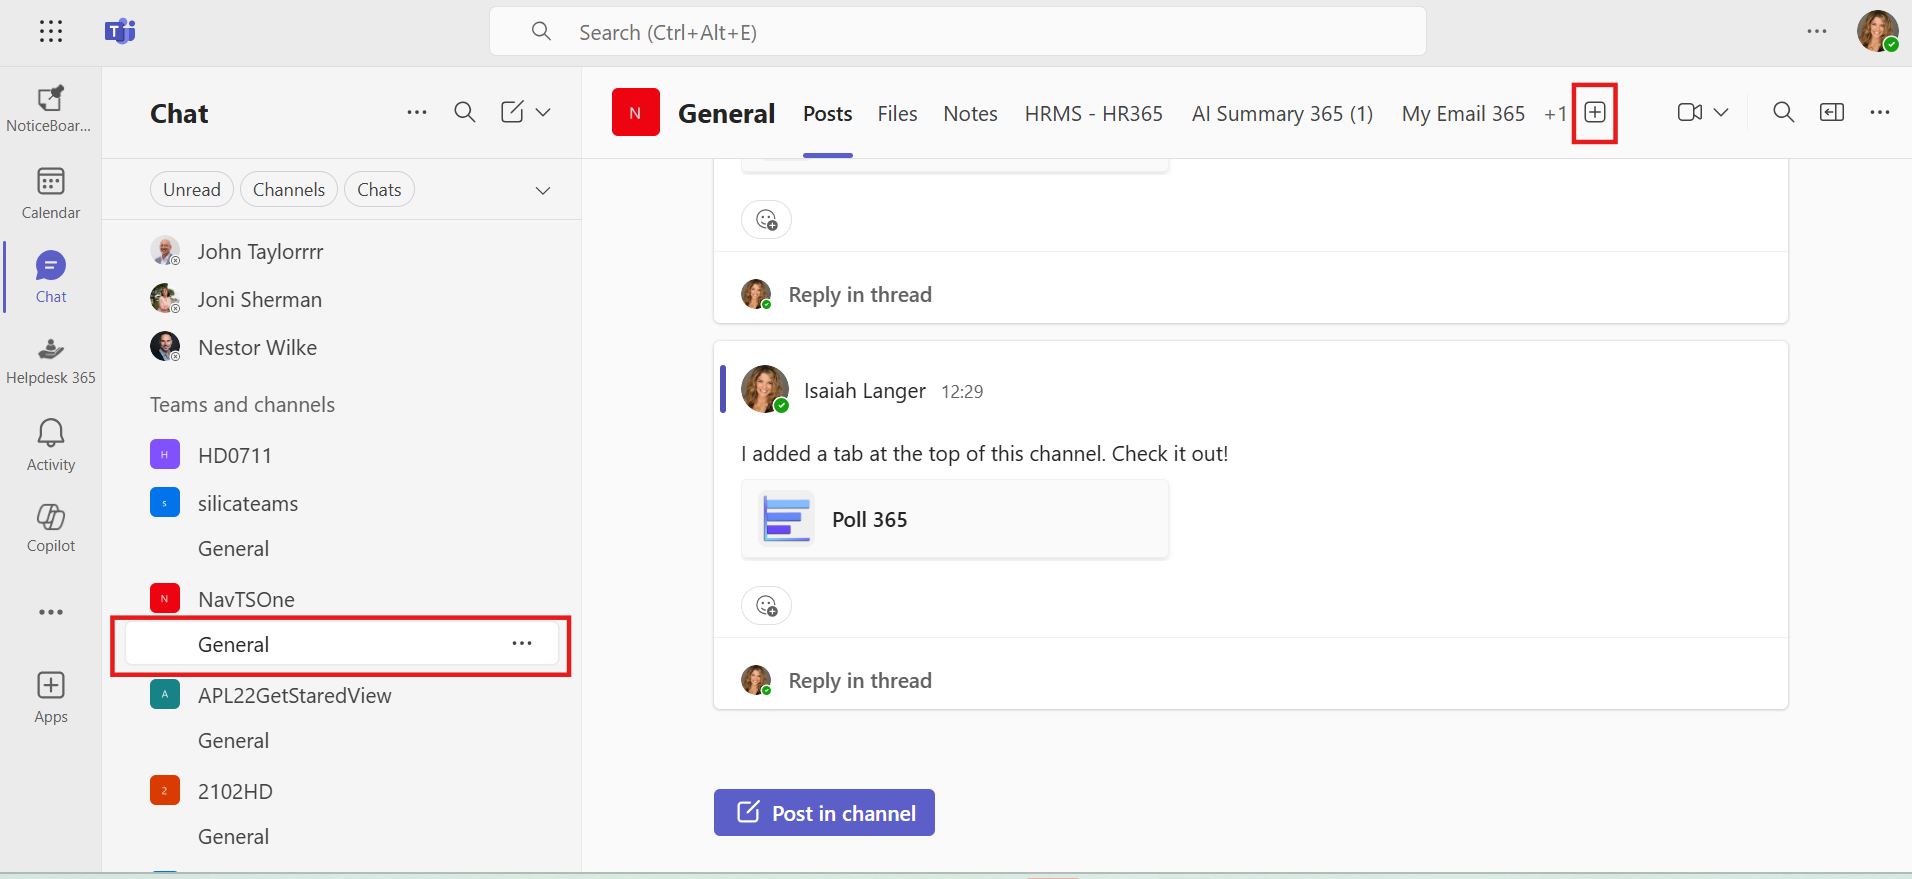 Search (Ctrl+Alt+E)
NoticeBoar...
Calendar
Chat
Helpdesk 365
Activity
Copilot
Apps
Chat
Unread
Channels
Chats
John Taylorrrr
Joni Sherman
Nestor Wilke
Teams and channels
H HD0711
s silicateams
General
N NavTSOne
General
A APL22GetStaredView
General
2 2102HD
General
N General Posts Files Notes HRMS - HR365 AI Summary 365 (1) My Email 365 +1
Reply in thread
Isaiah Langer 12:29
I added a tab at the top of this channel. Check it out!
Poll 365
Reply in thread
Post in channel